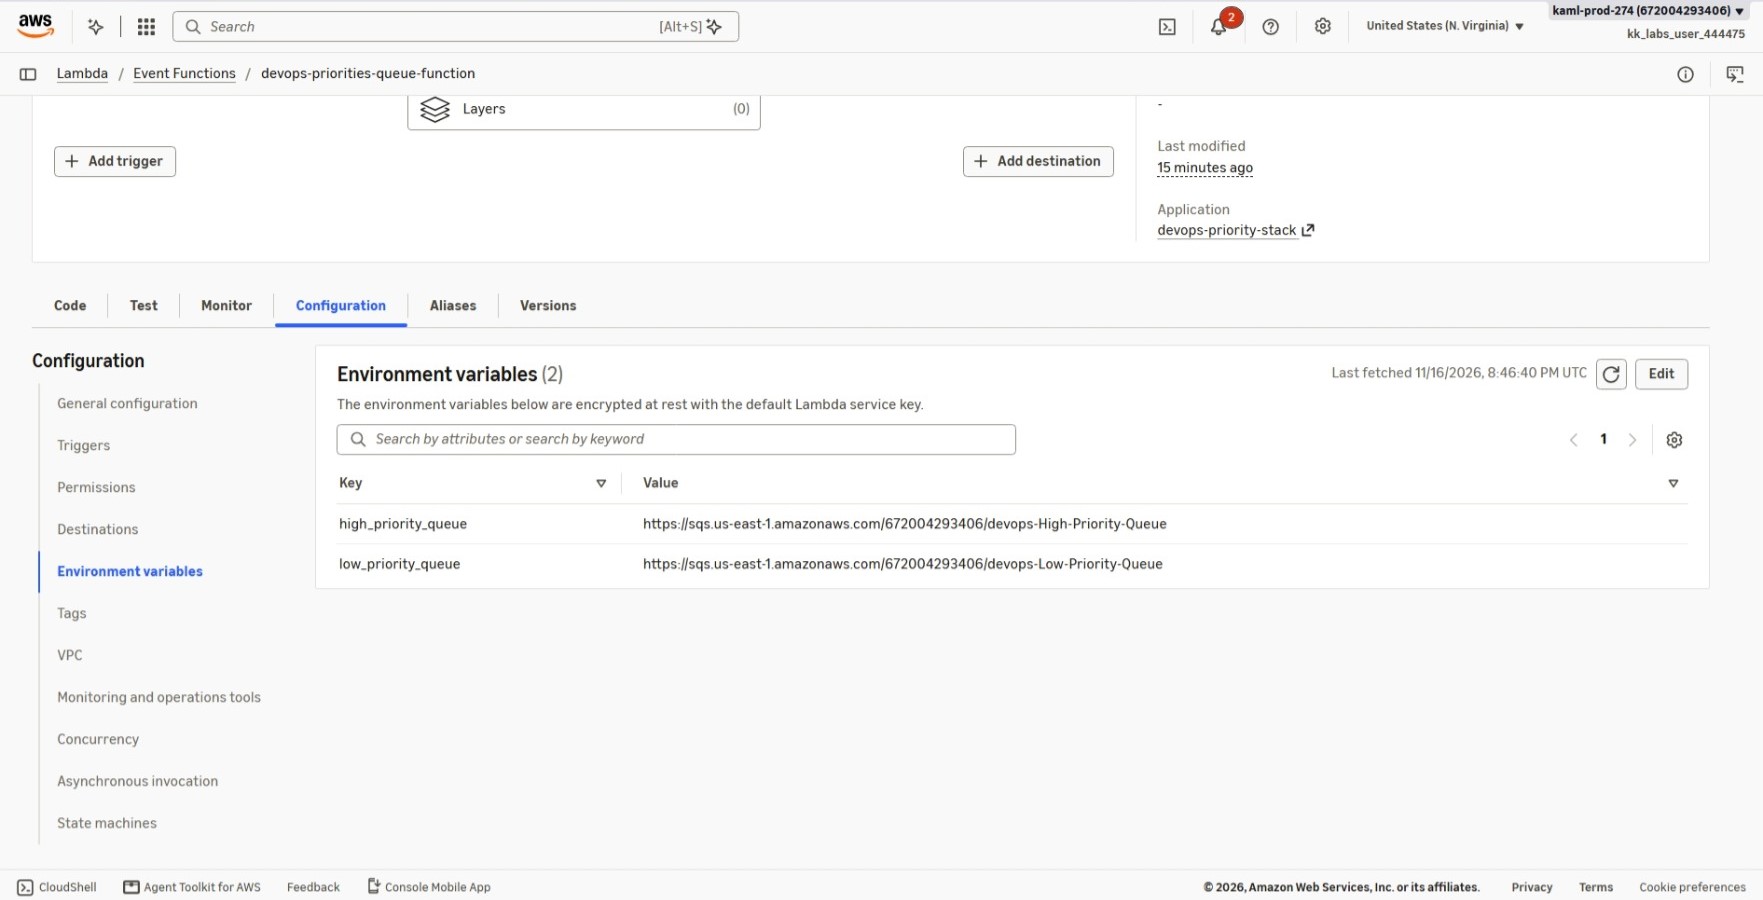 aws
Search [Alt+S]
2
United States (N. Virginia) ▼
kaml-prod-274 (672004293406) ▼
kk_labs_user_444475
Lambda / Event Functions / devops-priorities-queue-function
Layers (0)
-
+ Add trigger
+ Add destination
Last modified
15 minutes ago
Application
devops-priority-stack
Code Test Monitor Configuration Aliases Versions
Configuration
General configuration
Triggers
Permissions
Destinations
Environment variables
Tags
VPC
Monitoring and operations tools
Concurrency
Asynchronous invocation
State machines
Environment variables (2)
Last fetched 11/16/2026, 8:46:40 PM UTC
Edit
The environment variables below are encrypted at rest with the default Lambda service key.
Search by attributes or search by keyword
1
Key Value
high_priority_queue https://sqs.us-east-1.amazonaws.com/672004293406/devops-High-Priority-Queue
low_priority_queue https://sqs.us-east-1.amazonaws.com/672004293406/devops-Low-Priority-Queue
CloudShell Agent Toolkit for AWS Feedback Console Mobile App
© 2026, Amazon Web Services, Inc. or its affiliates. Privacy Terms Cookie preferences